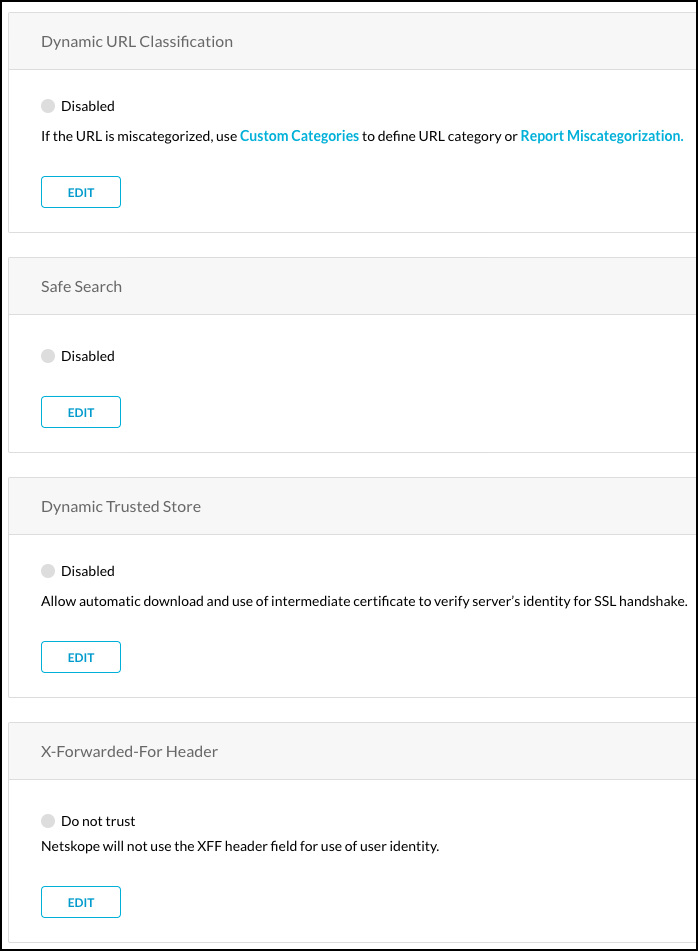 Dynamic URL Classification
Disabled
If the URL is miscategorized, use Custom Categories to define URL category or Report Miscategorization.
EDIT
Safe Search
Disabled
EDIT
Dynamic Trusted Store
Disabled
Allow automatic download and use of intermediate certificate to verify server’s identity for SSL handshake.
EDIT
X-Forwarded-For Header
Do not trust
Netskope will not use the XFF header field for use of user identity.
EDIT